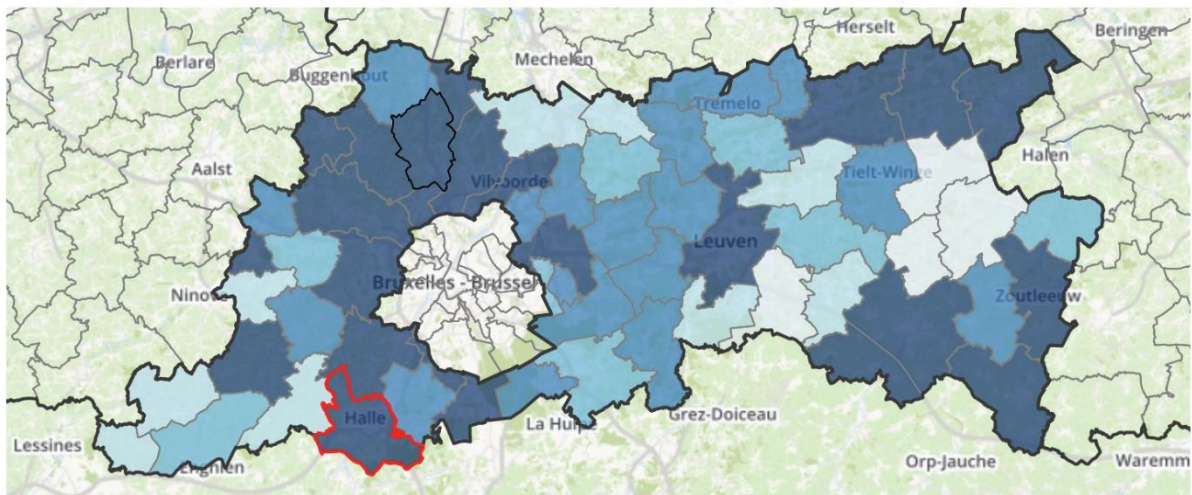 Herselt
Beringen
Berlare
Mechelen
Buggenhout
Tremelo
Halen
Aalst
Tielt-Winge
Vilvoorde
Leuven
Bruxelles - Brussel
Ninove
Zoutleeuw
Halle
Grez-Doiceau
La Hulpe
Lessines
Enghien
Orp-Jauche
Waremm